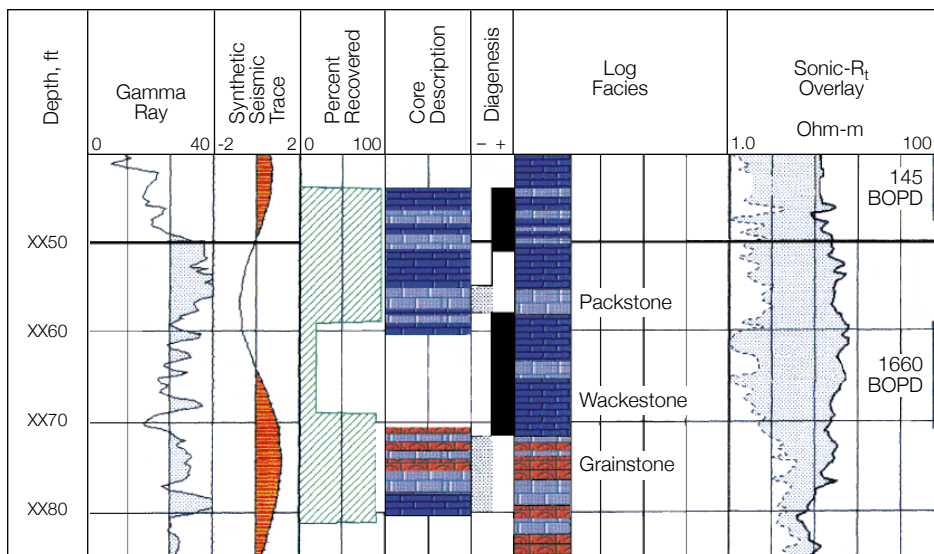 Depth, ft
Gamma
Ray
0 40
Synthetic
Seismic
Trace
-2 2
Percent
Recovered
0 100
Core
Description
Diagenesis
– +
Log
Facies
Sonic-Rt
Overlay
Ohm-m
1.0 100
145
BOPD
XX50
Packstone
XX60
1660
BOPD
Wackestone
XX70
Grainstone
XX80